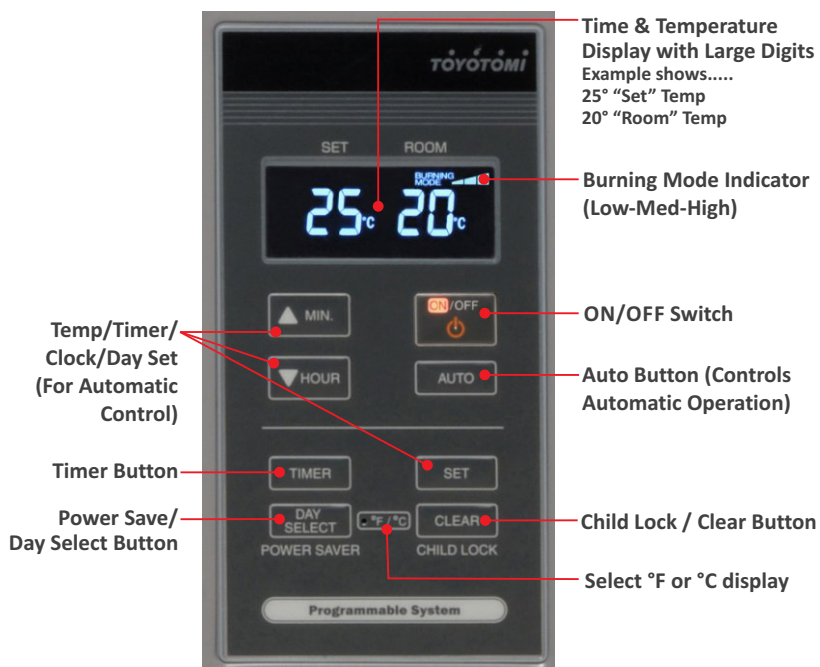 Time & Temperature
Display with Large Digits
Example shows.....
25° “Set” Temp
20° “Room” Temp
TOYOTOMI
SET ROOM
BURNING
MODE
25°C 20°C
Burning Mode Indicator
(Low-Med-High)
MIN.
ON/OFF
ON/OFF Switch
Temp/Timer/
Clock/Day Set
(For Automatic
Control)
HOUR
AUTO
Auto Button (Controls
Automatic Operation)
Timer Button
TIMER
SET
Power Save/
Day Select Button
DAY
SELECT
°F/°C
CLEAR
POWER SAVER
CHILD LOCK
Child Lock / Clear Button
Select °F or °C display
Programmable System